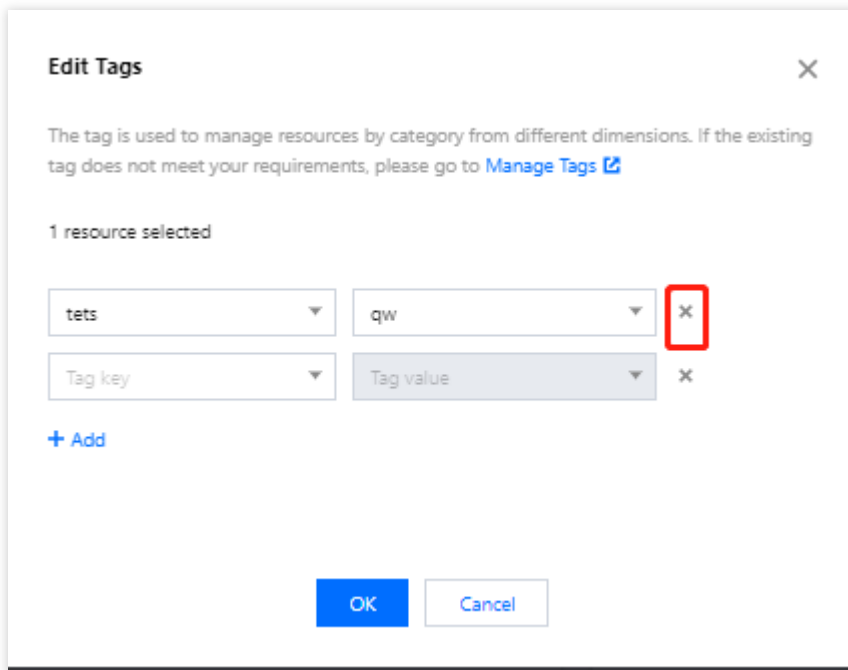 Edit Tags
The tag is used to manage resources by category from different dimensions. If the existing
tag does not meet your requirements, please go to Manage Tags
1 resource selected
tets qw
Tag key Tag value
+ Add
OK Cancel